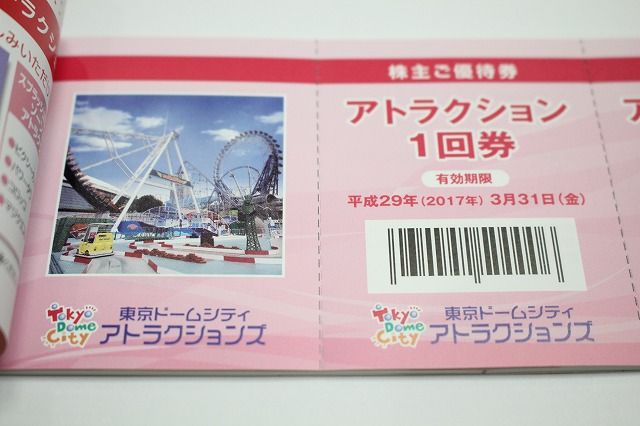 株主ご優待券
アトラクション
1回券
有効期限
平成29年(2017年) 3月31日(金)
Tokyo
Dome
City
東京ドームシティ
アトラクションズ
Tokyo
Dome
City
東京ドームシティ
アトラクションズ